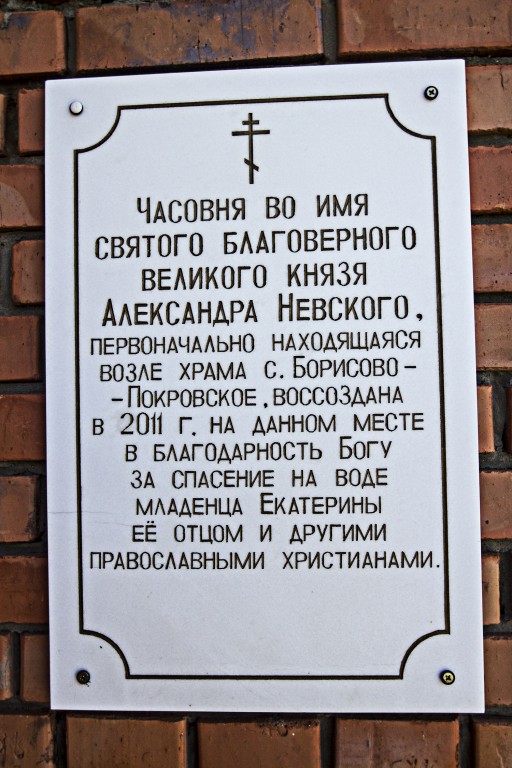 Часовня во имя
святого благоверного
великого князя
Александра Невского,
первоначально находящаяся
возле храма с. Борисово-
-Покровское, воссоздана
в 2011 г. на данном месте
в благодарность Богу
за спасение на воде
младенца Екатерины
её отцом и другими
православными христианами.